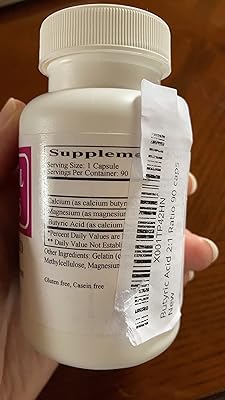 Suppleme
Serving Size: 1 Capsule
Servings Per Container: 90
Calcium (as calcium butyr
Magnesium (as magnesium
Butyric Acid (as calcium
*Percent Daily Values are
** Daily Value Not Establi
Other Ingredients: Gelatin (c
Methylcellulose, Magnesium
Gluten free, Casein free
X001TP42HN
Butyric Acid 2:1 Ratio 90 caps
New